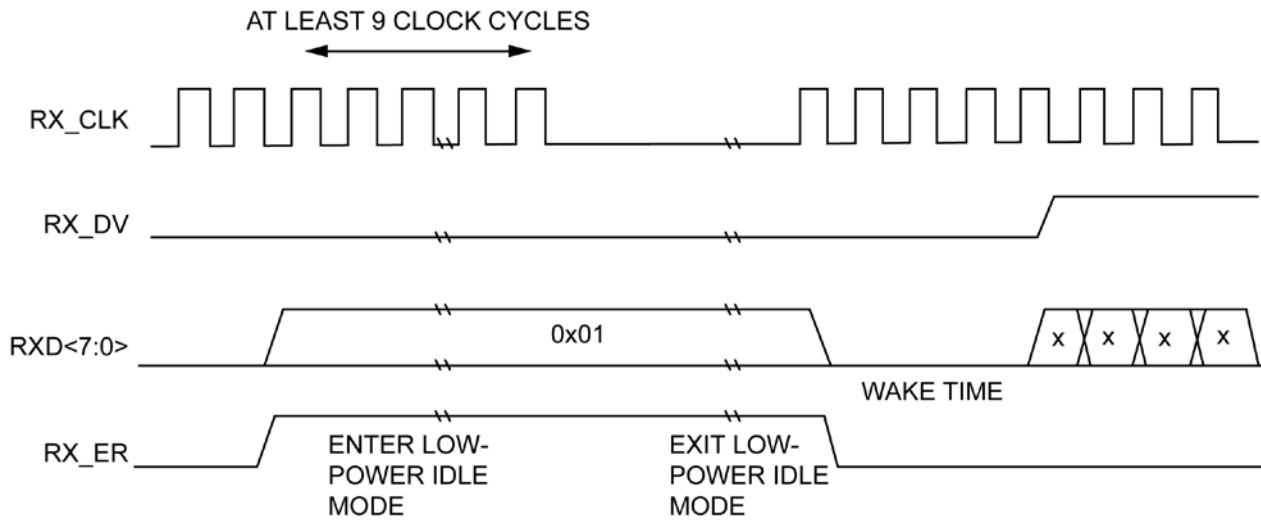 AT LEAST 9 CLOCK CYCLES
RX_CLK
RX_DV
RXD<7:0>
0x01
x x x x
WAKE TIME
RX_ER
ENTER LOW-
POWER IDLE
MODE
EXIT LOW-
POWER IDLE
MODE